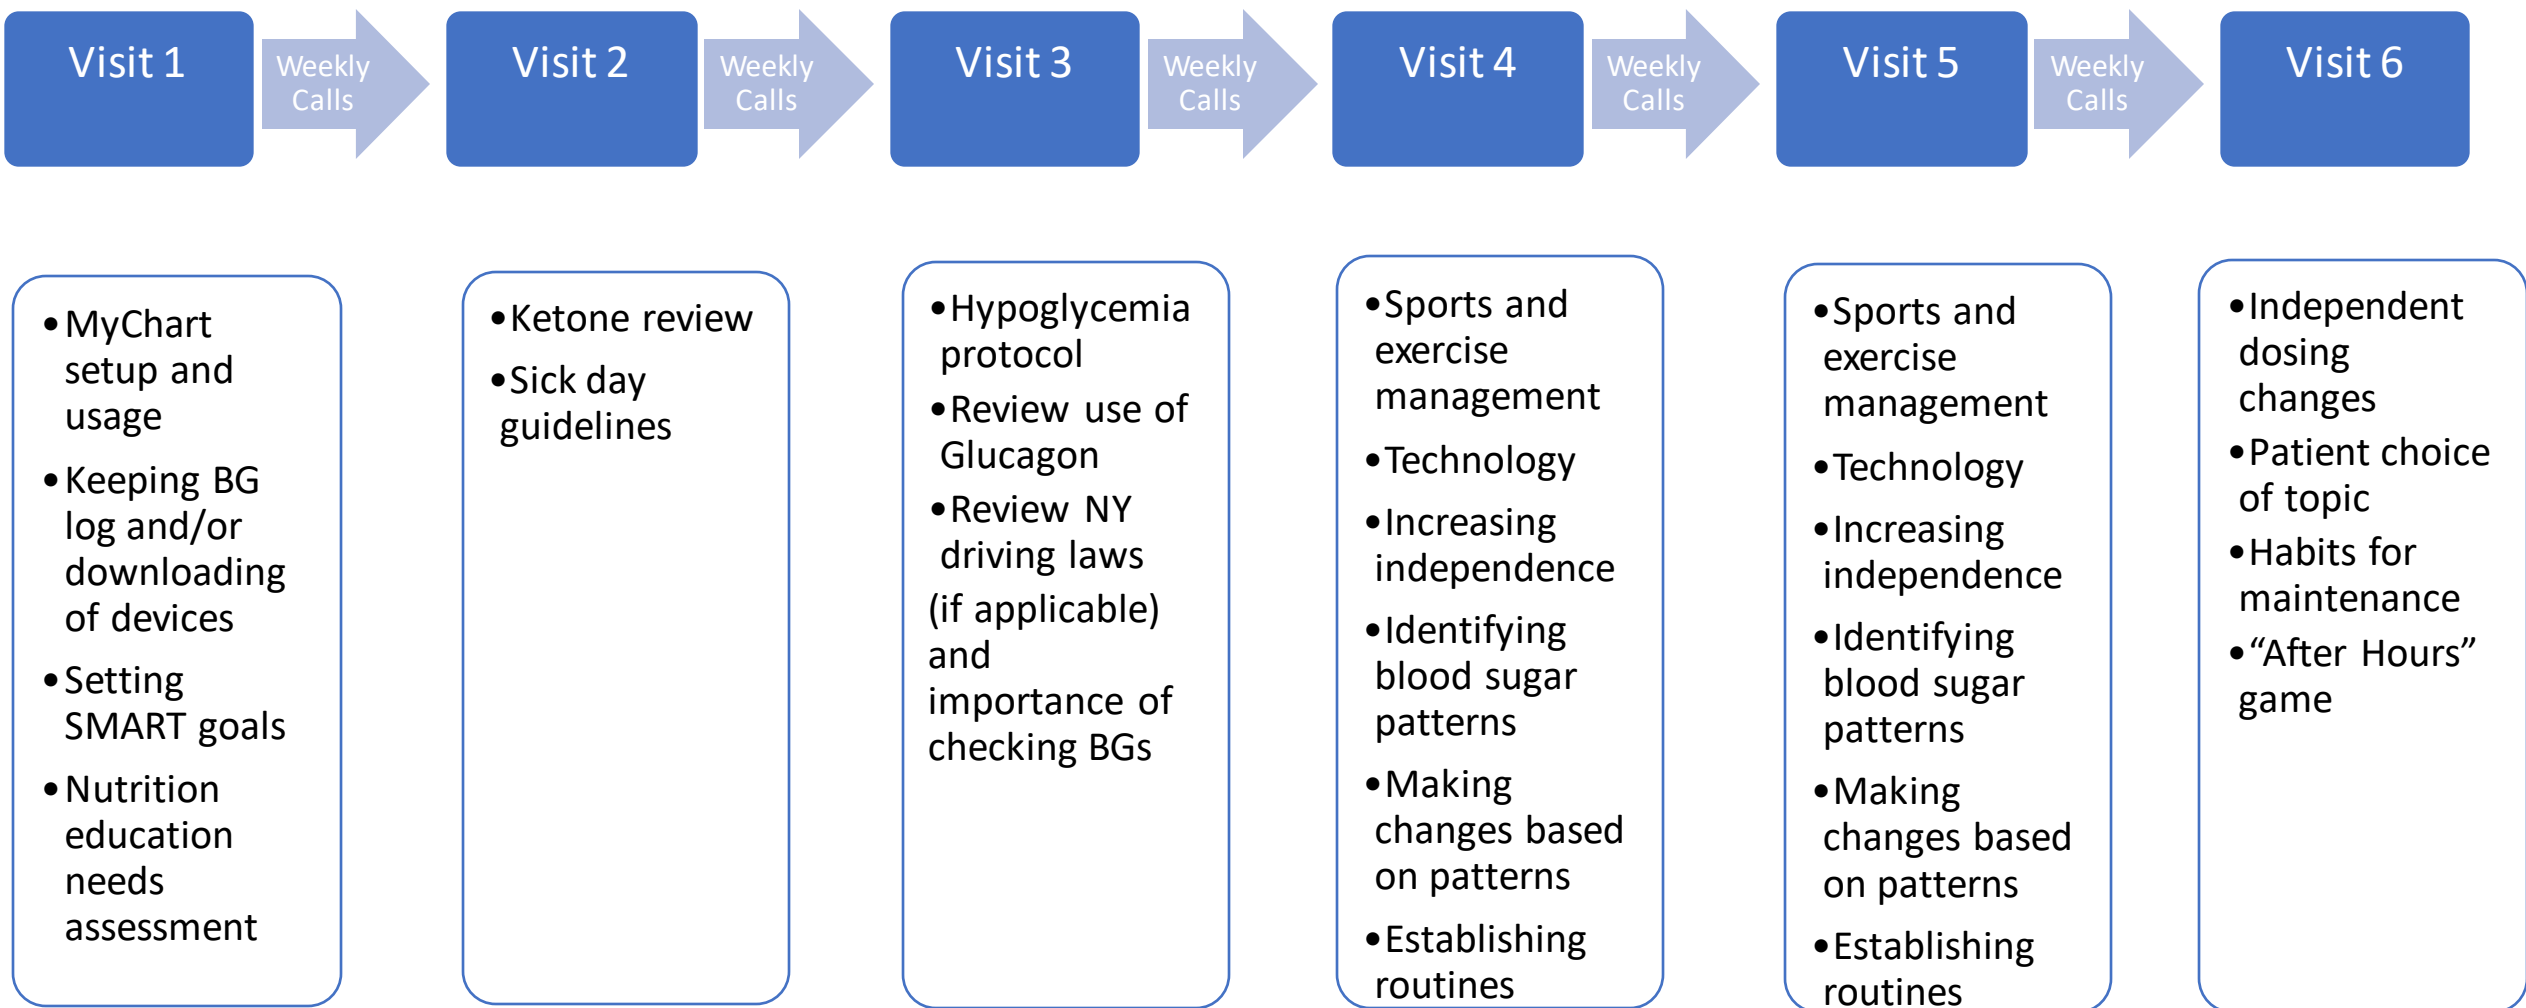 Visit 1
Weekly
Calls
Visit 2
Weekly
Calls
Visit 3
Weekly
Calls
Visit 4
Weekly
Calls
Visit 5
Weekly
Calls
Visit 6
•MyChart
setup and
usage
•Keeping BG
log and/or
downloading
of devices
•Setting
SMART goals
•Nutrition
education
needs
assessment
•Ketone review
•Sick day
guidelines
•Hypoglycemia
protocol
•Review use of
Glucagon
•Review NY
driving laws
(if applicable)
and
importance of
checking BGs
•Sports and
exercise
management
•Technology
•Increasing
independence
•Identifying
blood sugar
patterns
•Making
changes based
on patterns
•Establishing
routines
•Sports and
exercise
management
•Technology
•Increasing
independence
•Identifying
blood sugar
patterns
•Making
changes based
on patterns
•Establishing
routines
•Independent
dosing
changes
•Patient choice
of topic
•Habits for
maintenance
•“After Hours”
game